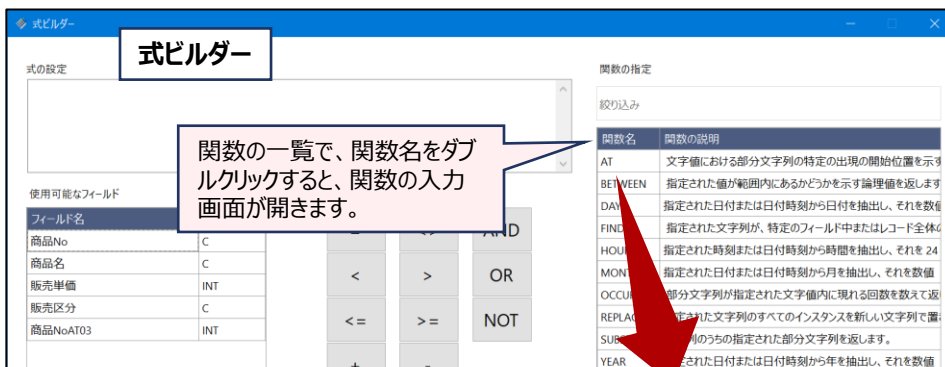 式ビルダー
式ビルダー
式の設定
関数の指定
絞り込み
関数の一覧で、関数名をダブ
ルクリックすると、関数の入力
画面が開きます。
関数名 関数の説明
AT 文字値における部分文字列の特定の出現の開始位置を示す
BETWEEN 指定された値が範囲内にあるかどうかを示す論理値を返します
DAY 指定された日付または日付時刻から日付を抽出し、それを数値
FIND 指定された文字列が、特定のフィールド中またはレコード全体の
HOU 指定された時刻または日付時刻から時間を抽出し、それを 24
MONT 指定された日付または日付時刻から月を抽出し、それを数値
OCCU 部分文字列が指定された文字値内に現れる回数を数えて返
REPLA された文字列のすべてのインスタンスを新しい文字列で置
SUB 列のうちの指定された部分文字列を返します。
YEAR された日付または日付時刻から年を抽出し、それを数値
使用可能なフィールド
フィールド名
商品No C
商品名 C
販売単価 INT
販売区分 C
商品NoAT03 INT
= <> AND
< > OR
<= >= NOT
+ -